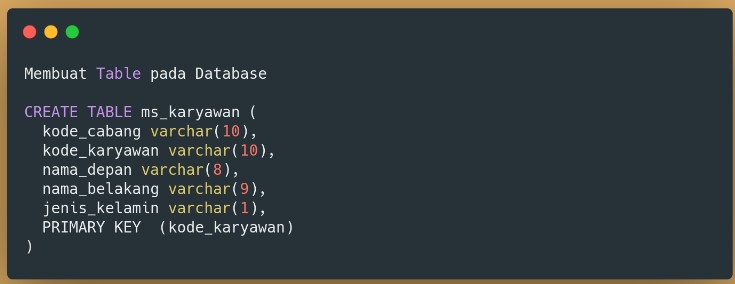 Membuat Table pada Database
CREATE TABLE ms_karyawan (
  kode_cabang varchar(10),
  kode_karyawan varchar(10),
  nama_depan varchar(8),
  nama_belakang varchar(9),
  jenis_kelamin varchar(1),
  PRIMARY KEY  (kode_karyawan)
)